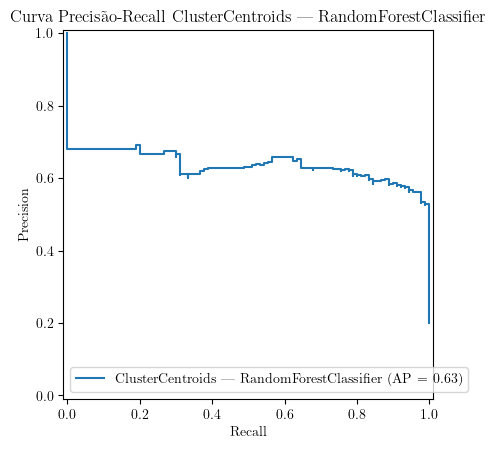 Curva Precisão-Recall ClusterCentroids — RandomForestClassifier
1.0
0.8
0.6
0.4
0.2
0.0
Precision
ClusterCentroids — RandomForestClassifier (AP = 0.63)
0.0 0.2 0.4 0.6 0.8 1.0
Recall